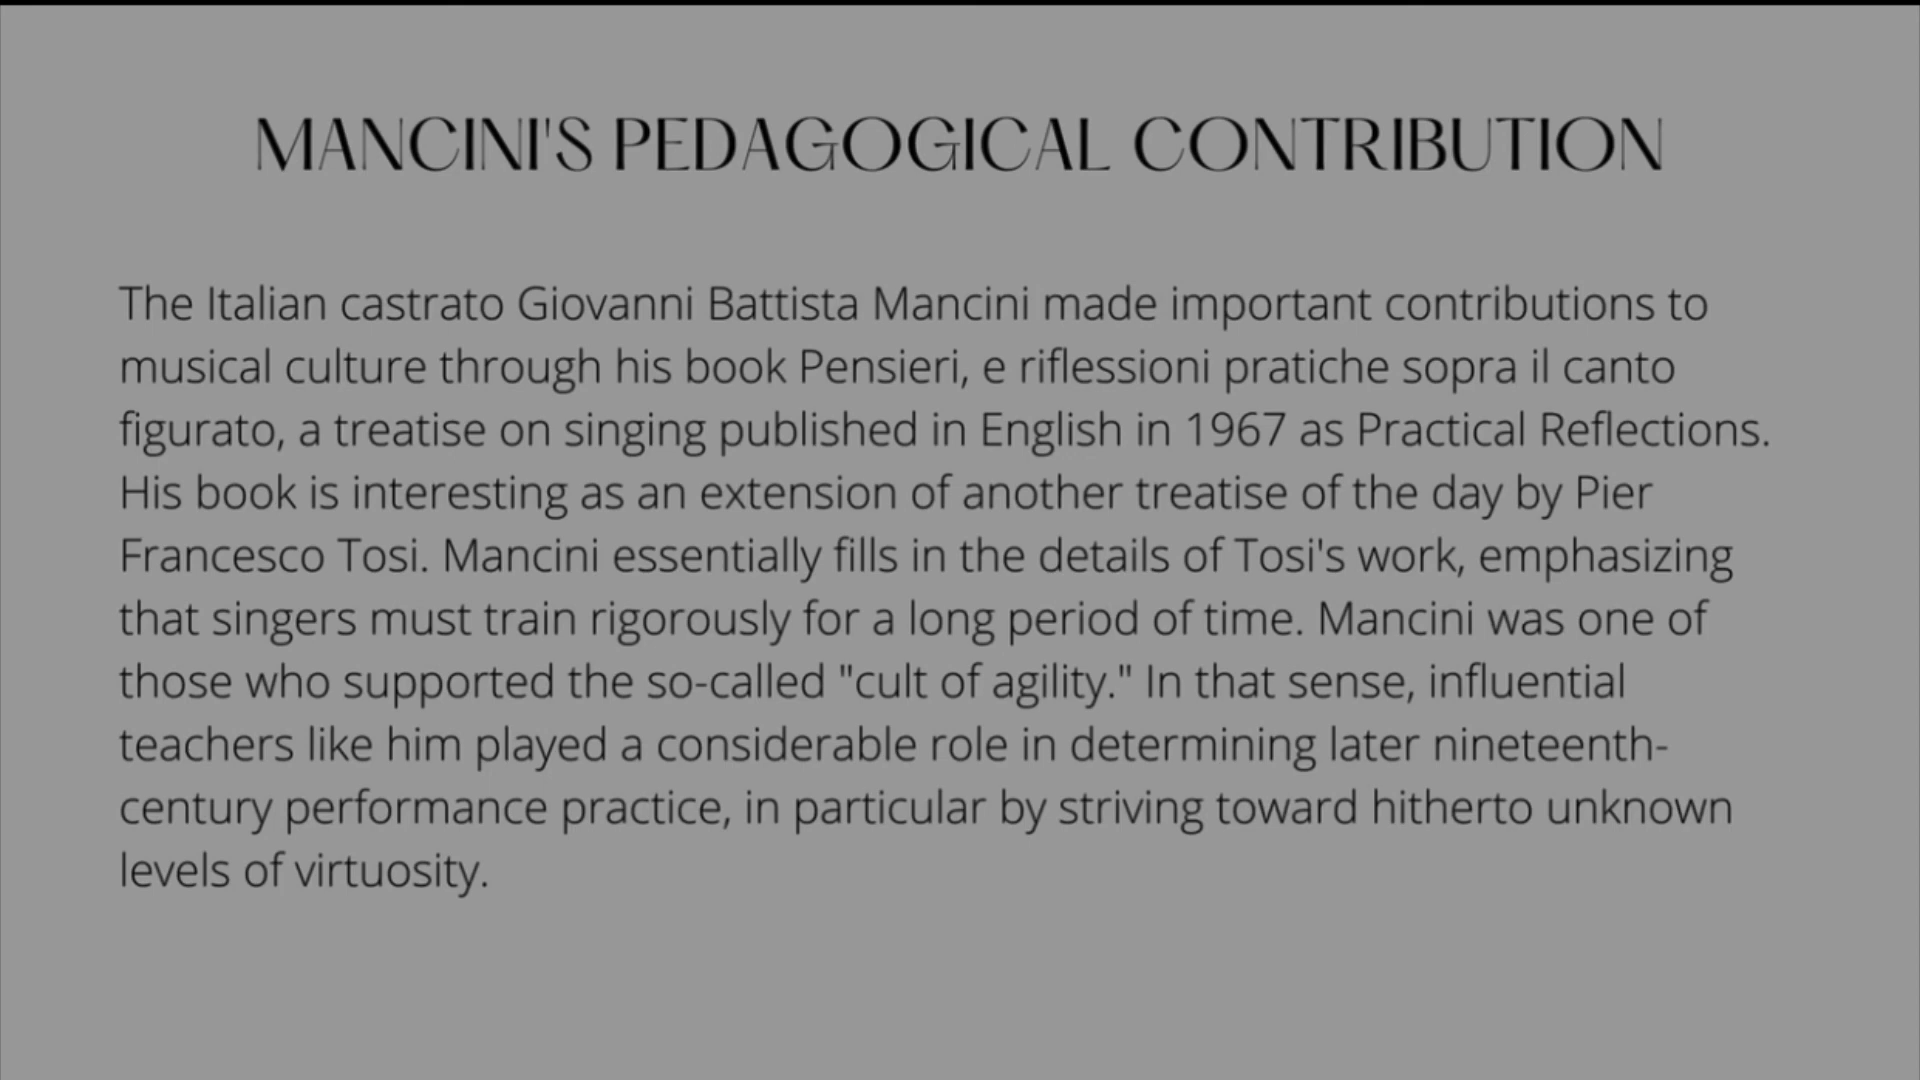 MANCINI'S PEDAGOGICAL CONTRIBUTION
The Italian castrato Giovanni Battista Mancini made important contributions to
musical culture through his book Pensieri, e riflessioni pratiche sopra il canto
figurato, a treatise on singing published in English in 1967 as Practical Reflections.
His book is interesting as an extension of another treatise of the day by Pier
Francesco Tosi. Mancini essentially fills in the details of Tosi's work, emphasizing
that singers must train rigorously for a long period of time. Mancini was one of
those who supported the so-called "cult of agility." In that sense, influential
teachers like him played a considerable role in determining later nineteenth-
century performance practice, in particular by striving toward hitherto unknown
levels of virtuosity.